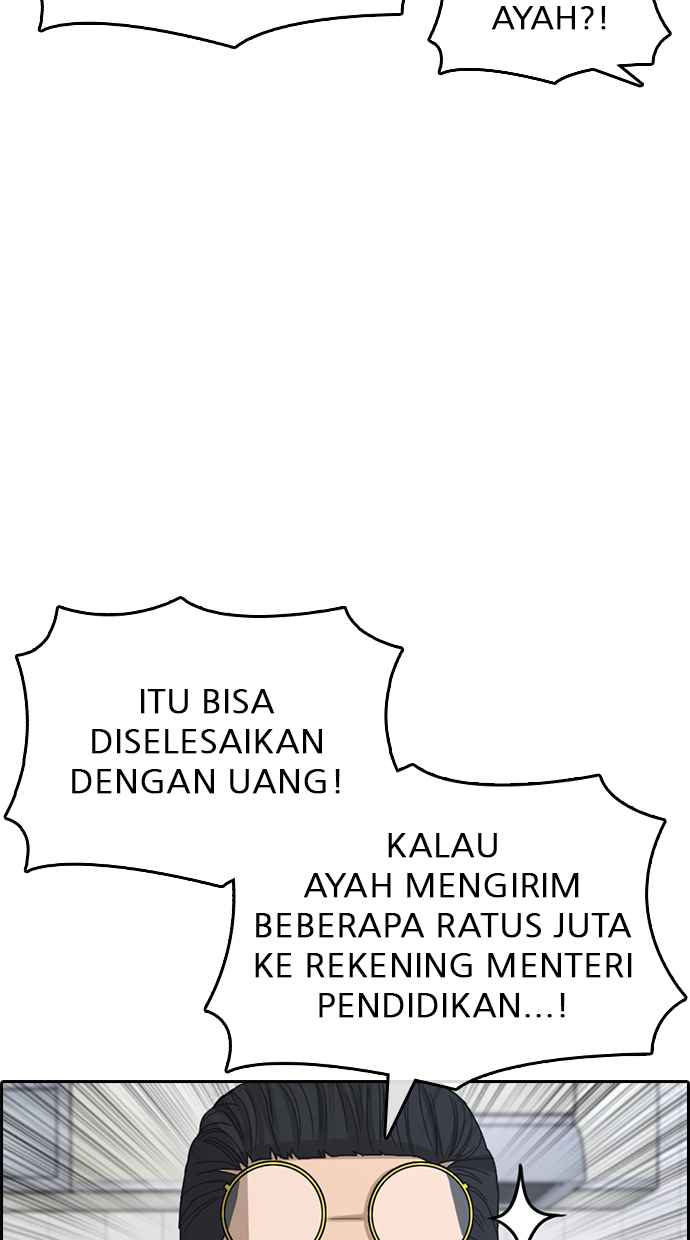 AYAH?!
ITU BISA
DISELESAIKAN
DENGAN UANG!
KALAU
AYAH MENGIRIM
BEBERAPA RATUS JUTA
KE REKENING MENTERI
PENDIDIKAN...!